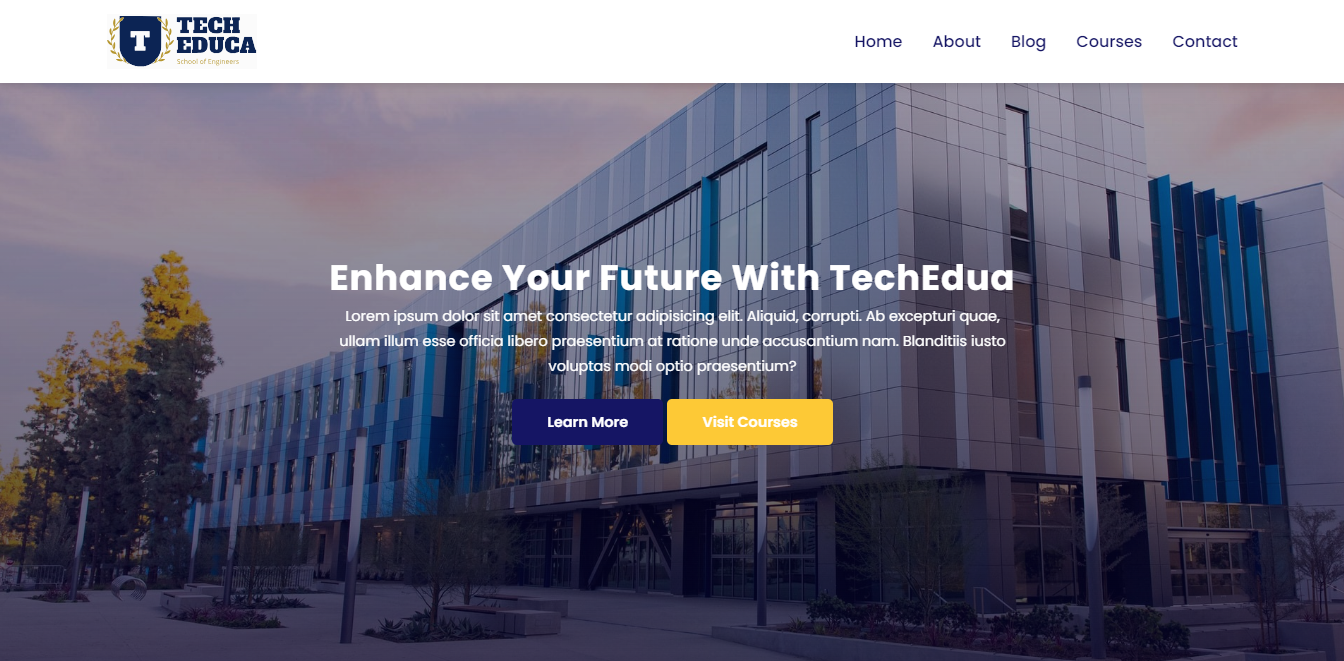 T
TECH
EDUCA
School of Engineers
Home About Blog Courses Contact
Enhance Your Future With TechEdua
Lorem ipsum dolor sit amet consectetur adipisicing elit. Aliquid, corrupti. Ab excepturi quae,
ullam illum esse officia libero praesentium at ratione unde accusantium nam. Blanditiis iusto
voluptas modi optio praesentium?
Learn More Visit Courses